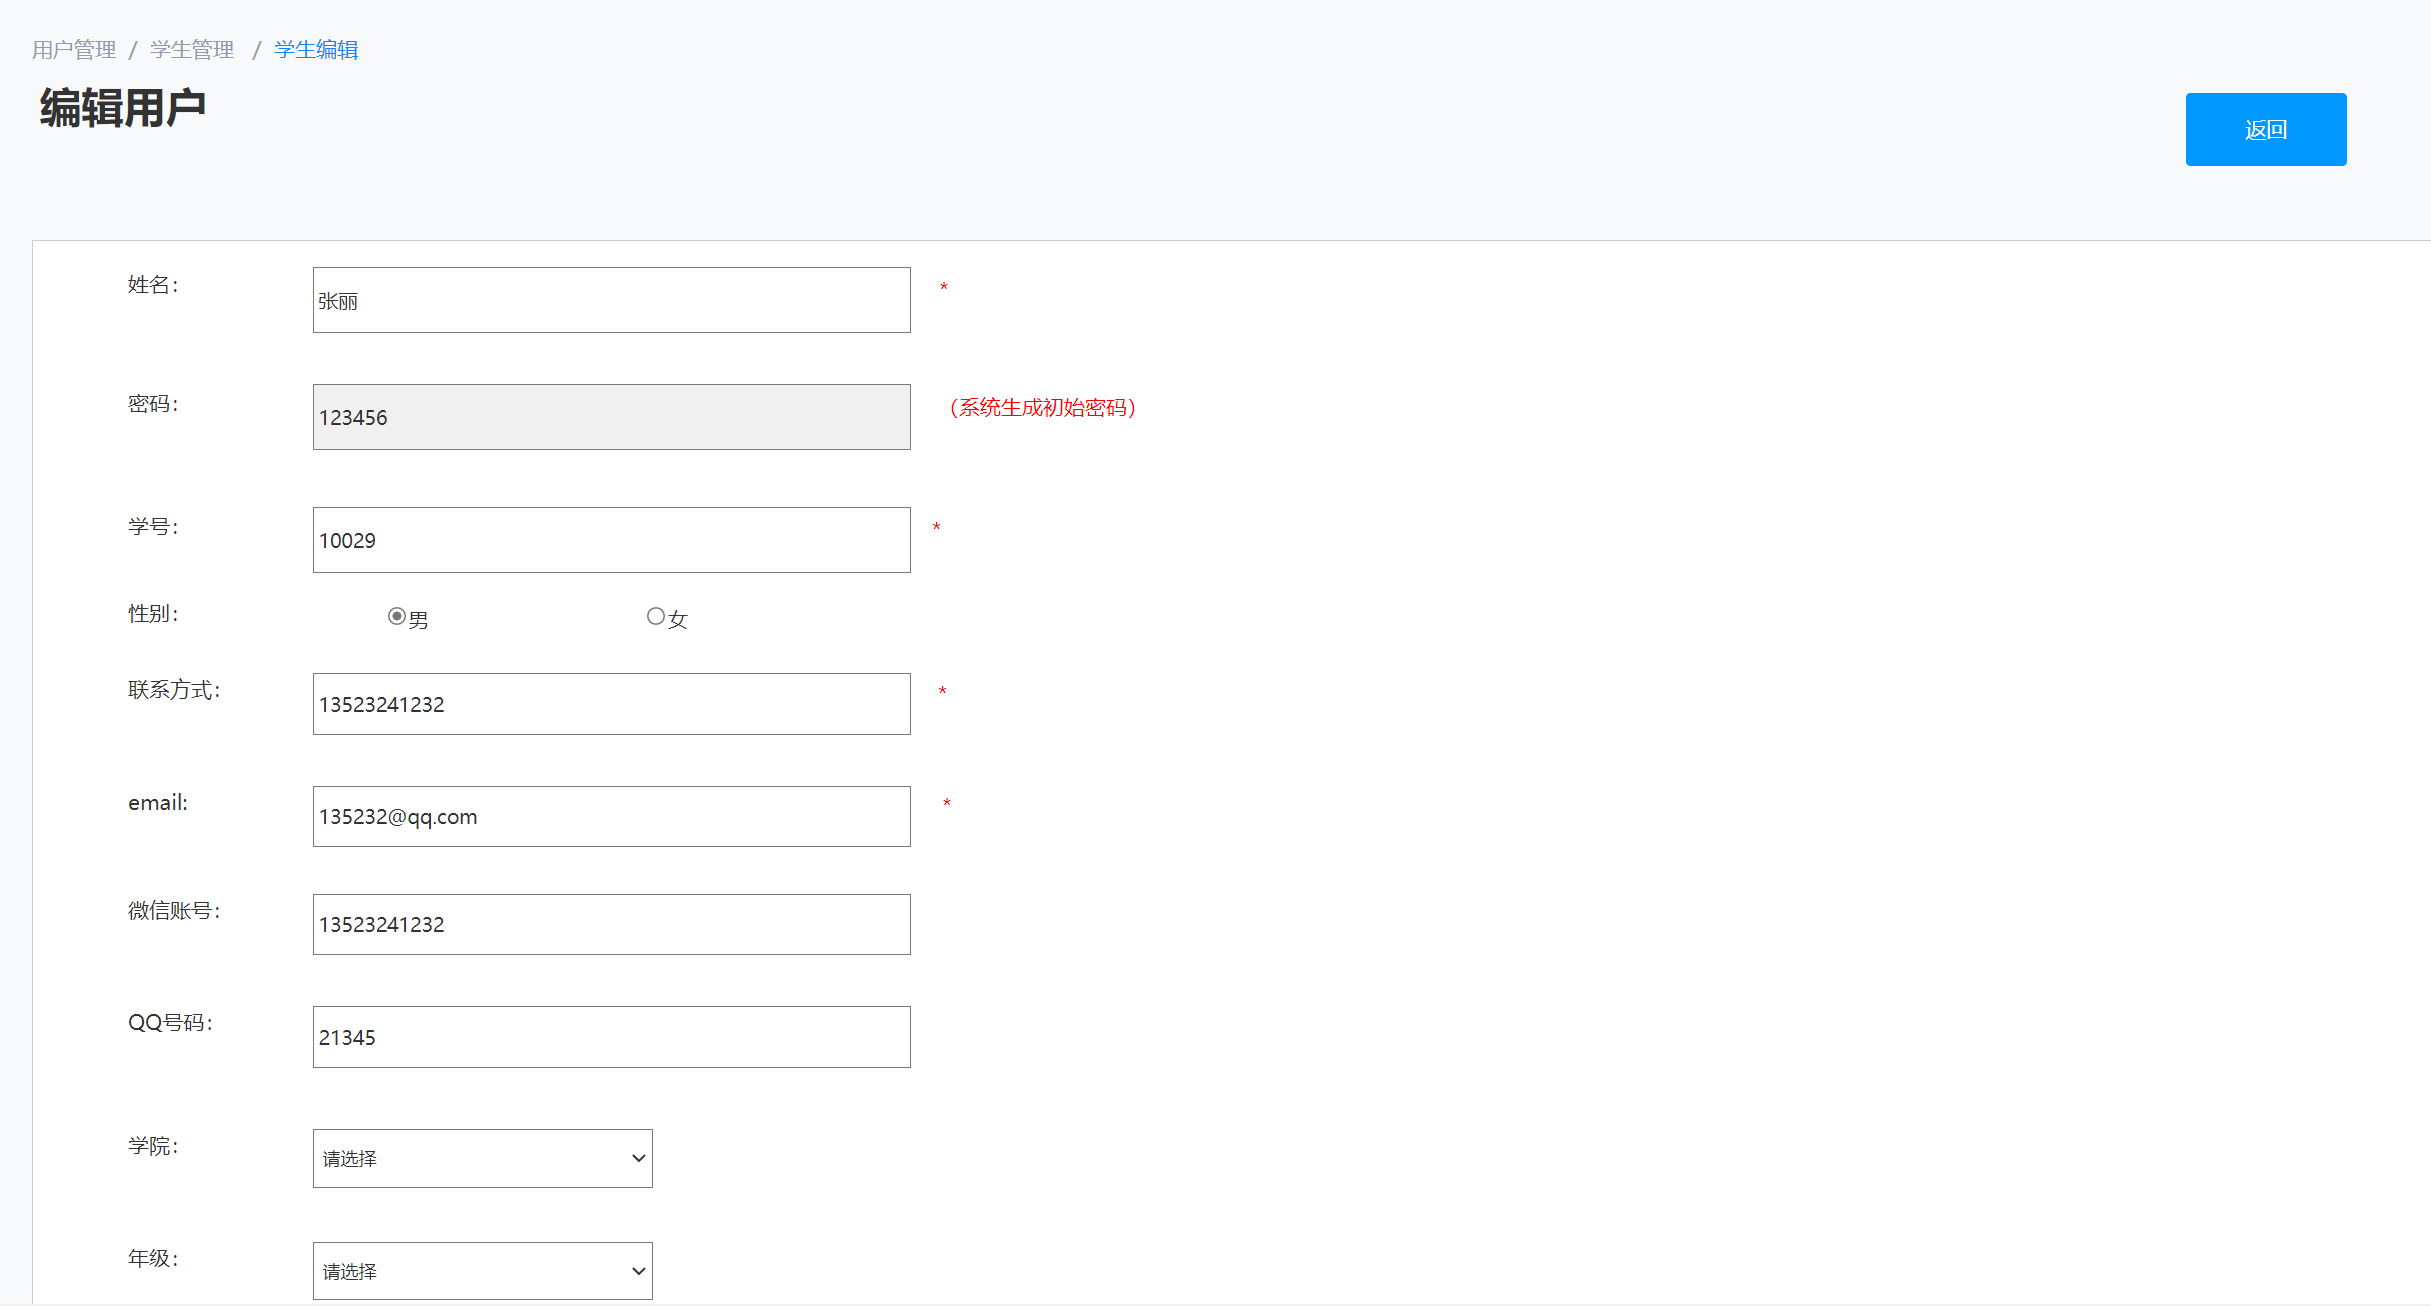 用户管理 / 学生管理 / 学生编辑
编辑用户
返回
姓名: 张丽 *
密码: 123456 (系统生成初始密码)
学号: 10029 *
性别: 男 女
联系方式: 13523241232 *
email: 135232@qq.com *
微信账号: 13523241232
QQ号码: 21345
学院: 请选择
年级: 请选择